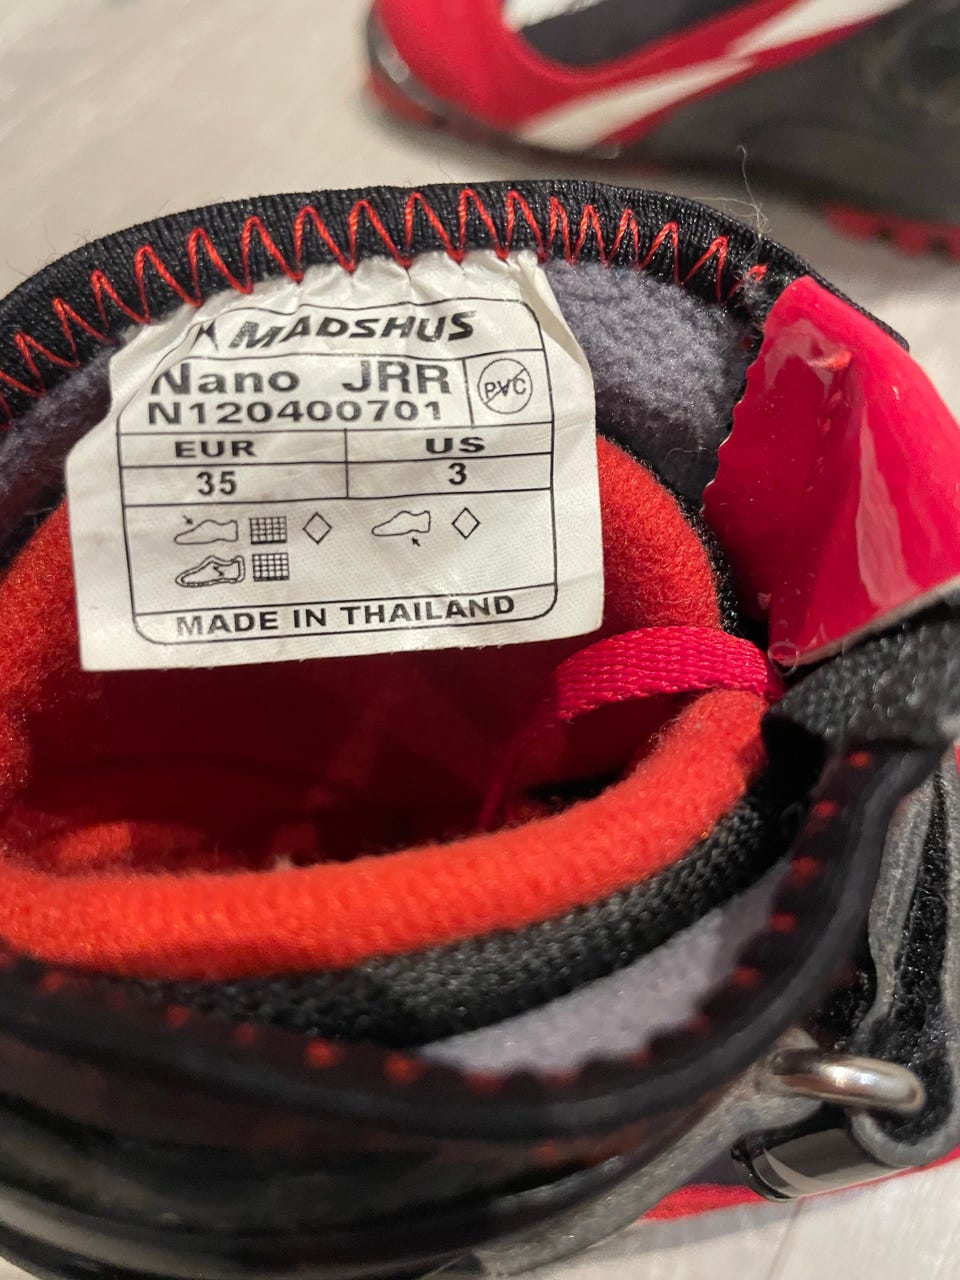 MADSHUS
Nano JRR
N120400701
PVC
EUR US
35 3
MADE IN THAILAND